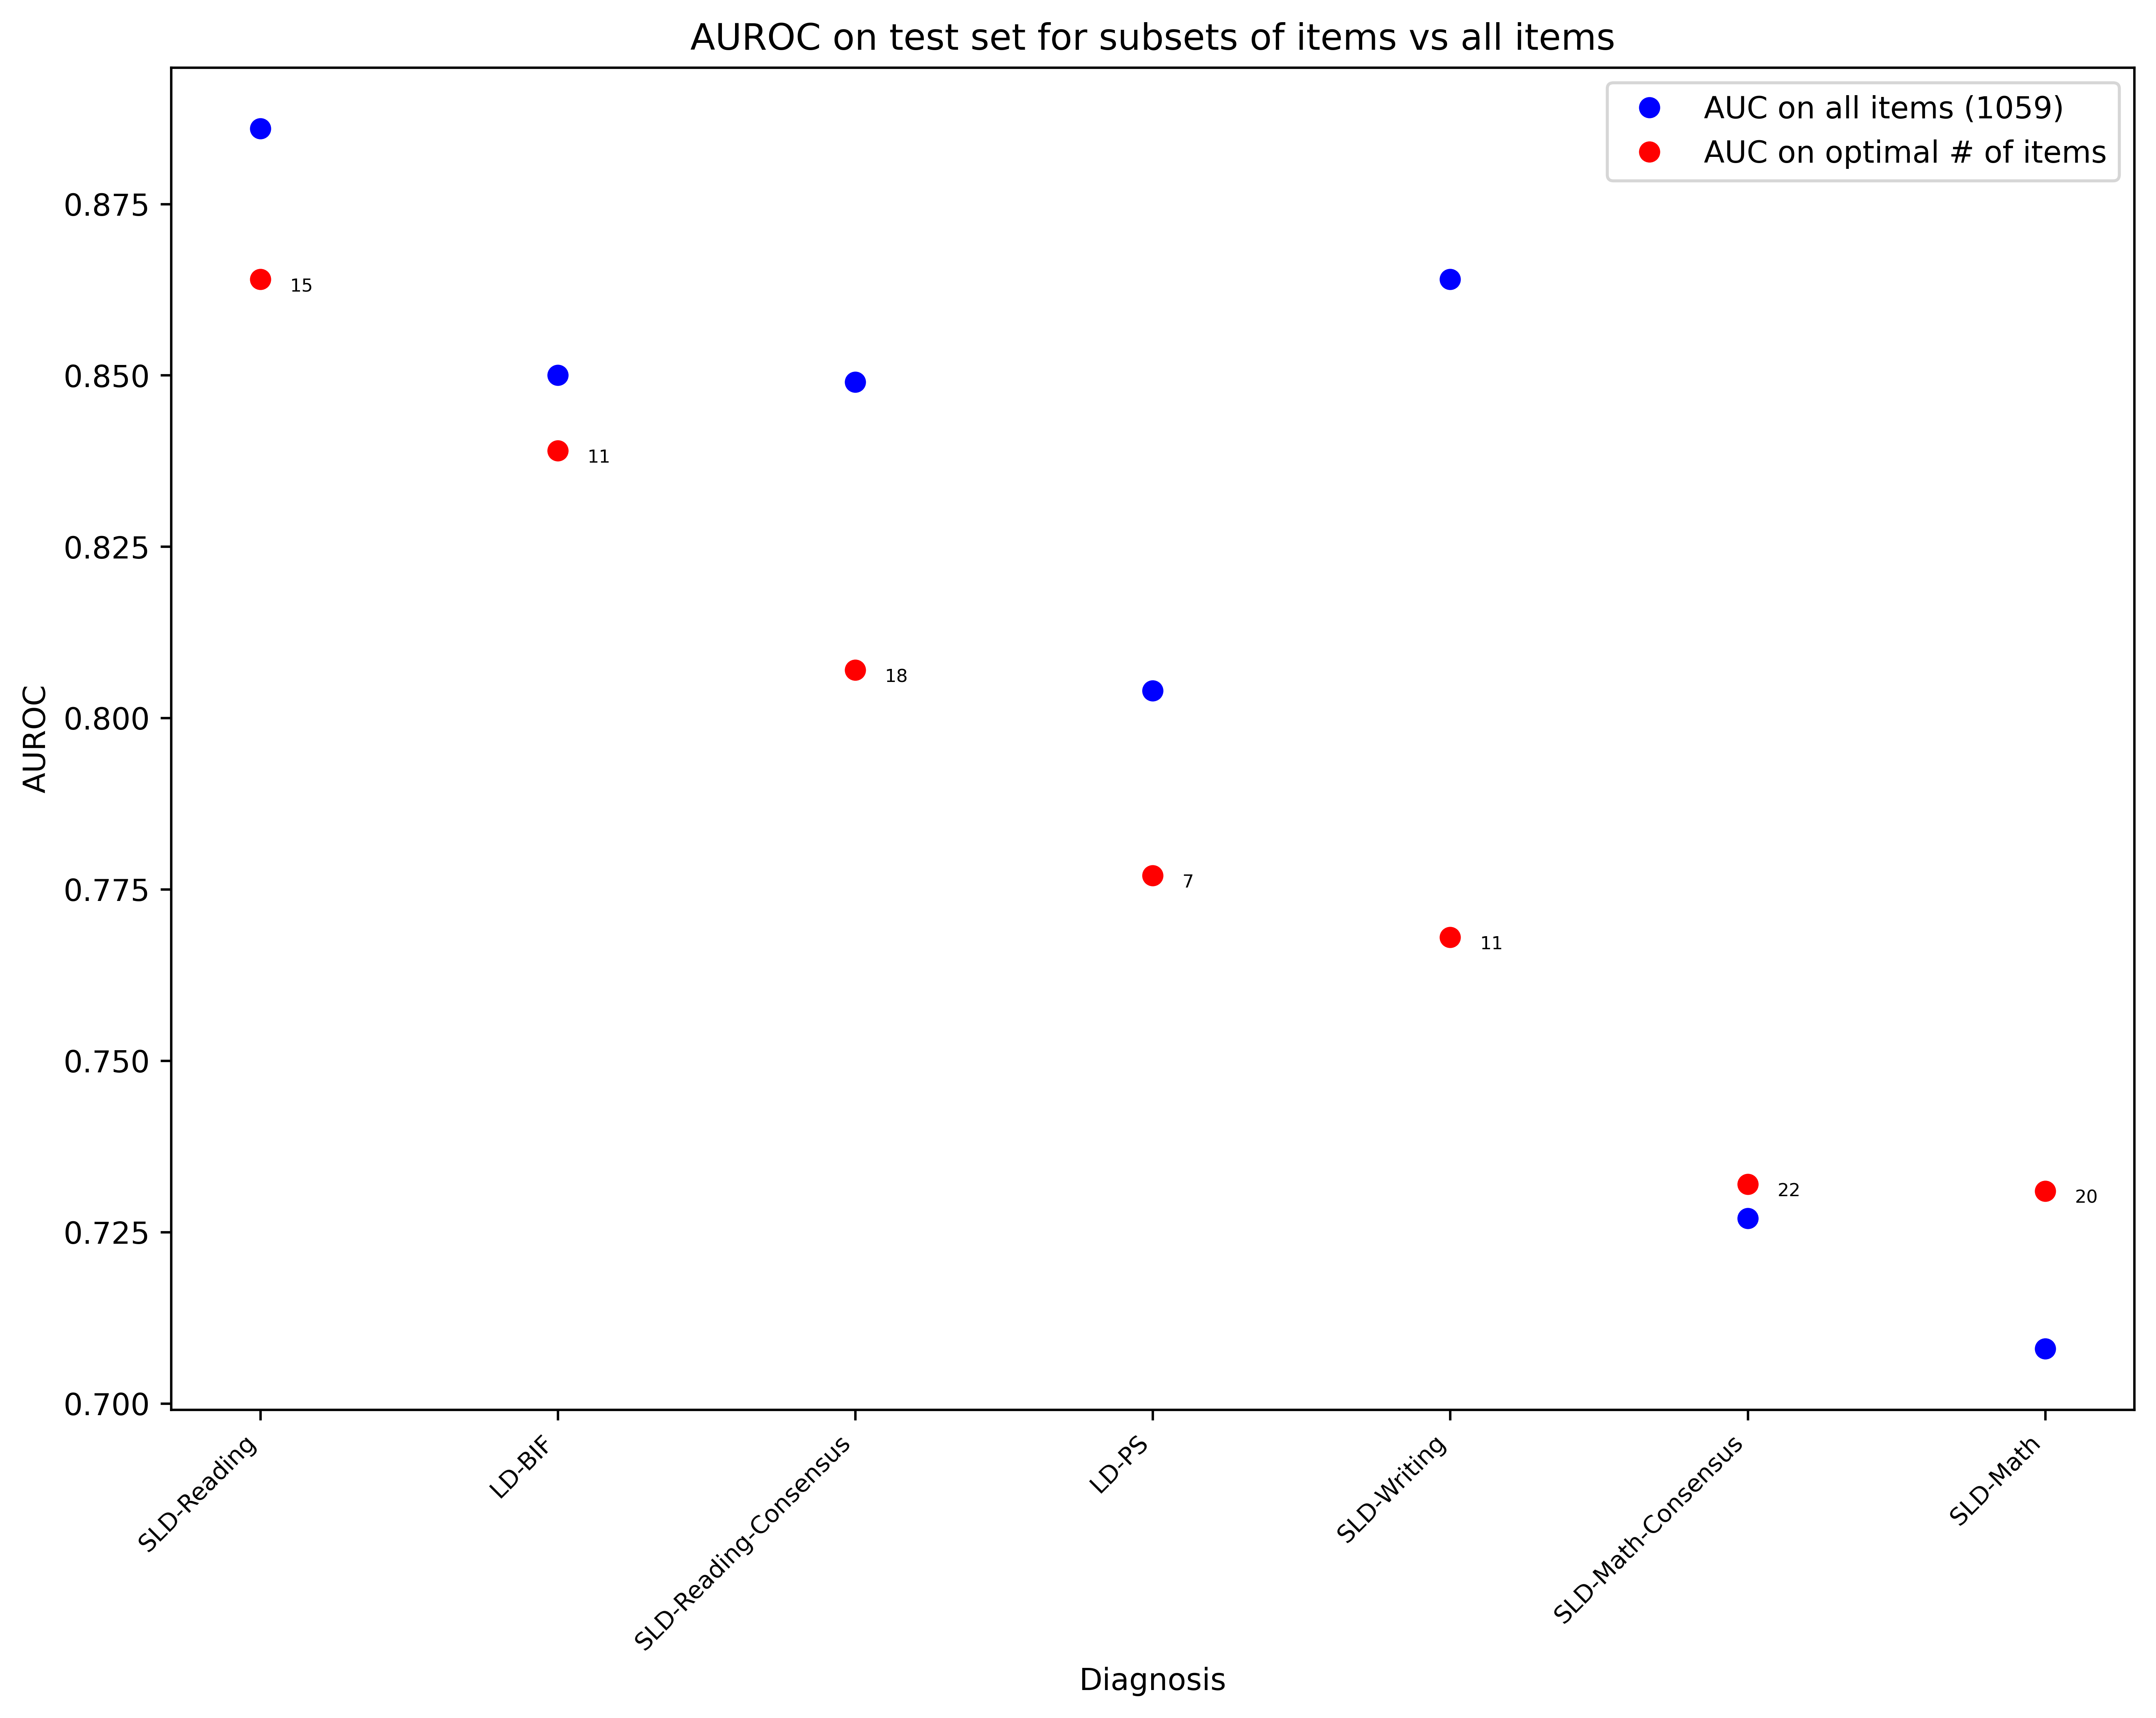 AUROC on test set for subsets of items vs all items
AUC on all items (1059)
AUC on optimal # of items
AUROC
0.875
0.850
0.825
0.800
0.775
0.750
0.725
0.700
15
11
18
7
11
22
20
SLD-Reading
LD-BIF
SLD-Reading-Consensus
LD-PS
SLD-Writing
SLD-Math-Consensus
SLD-Math
Diagnosis